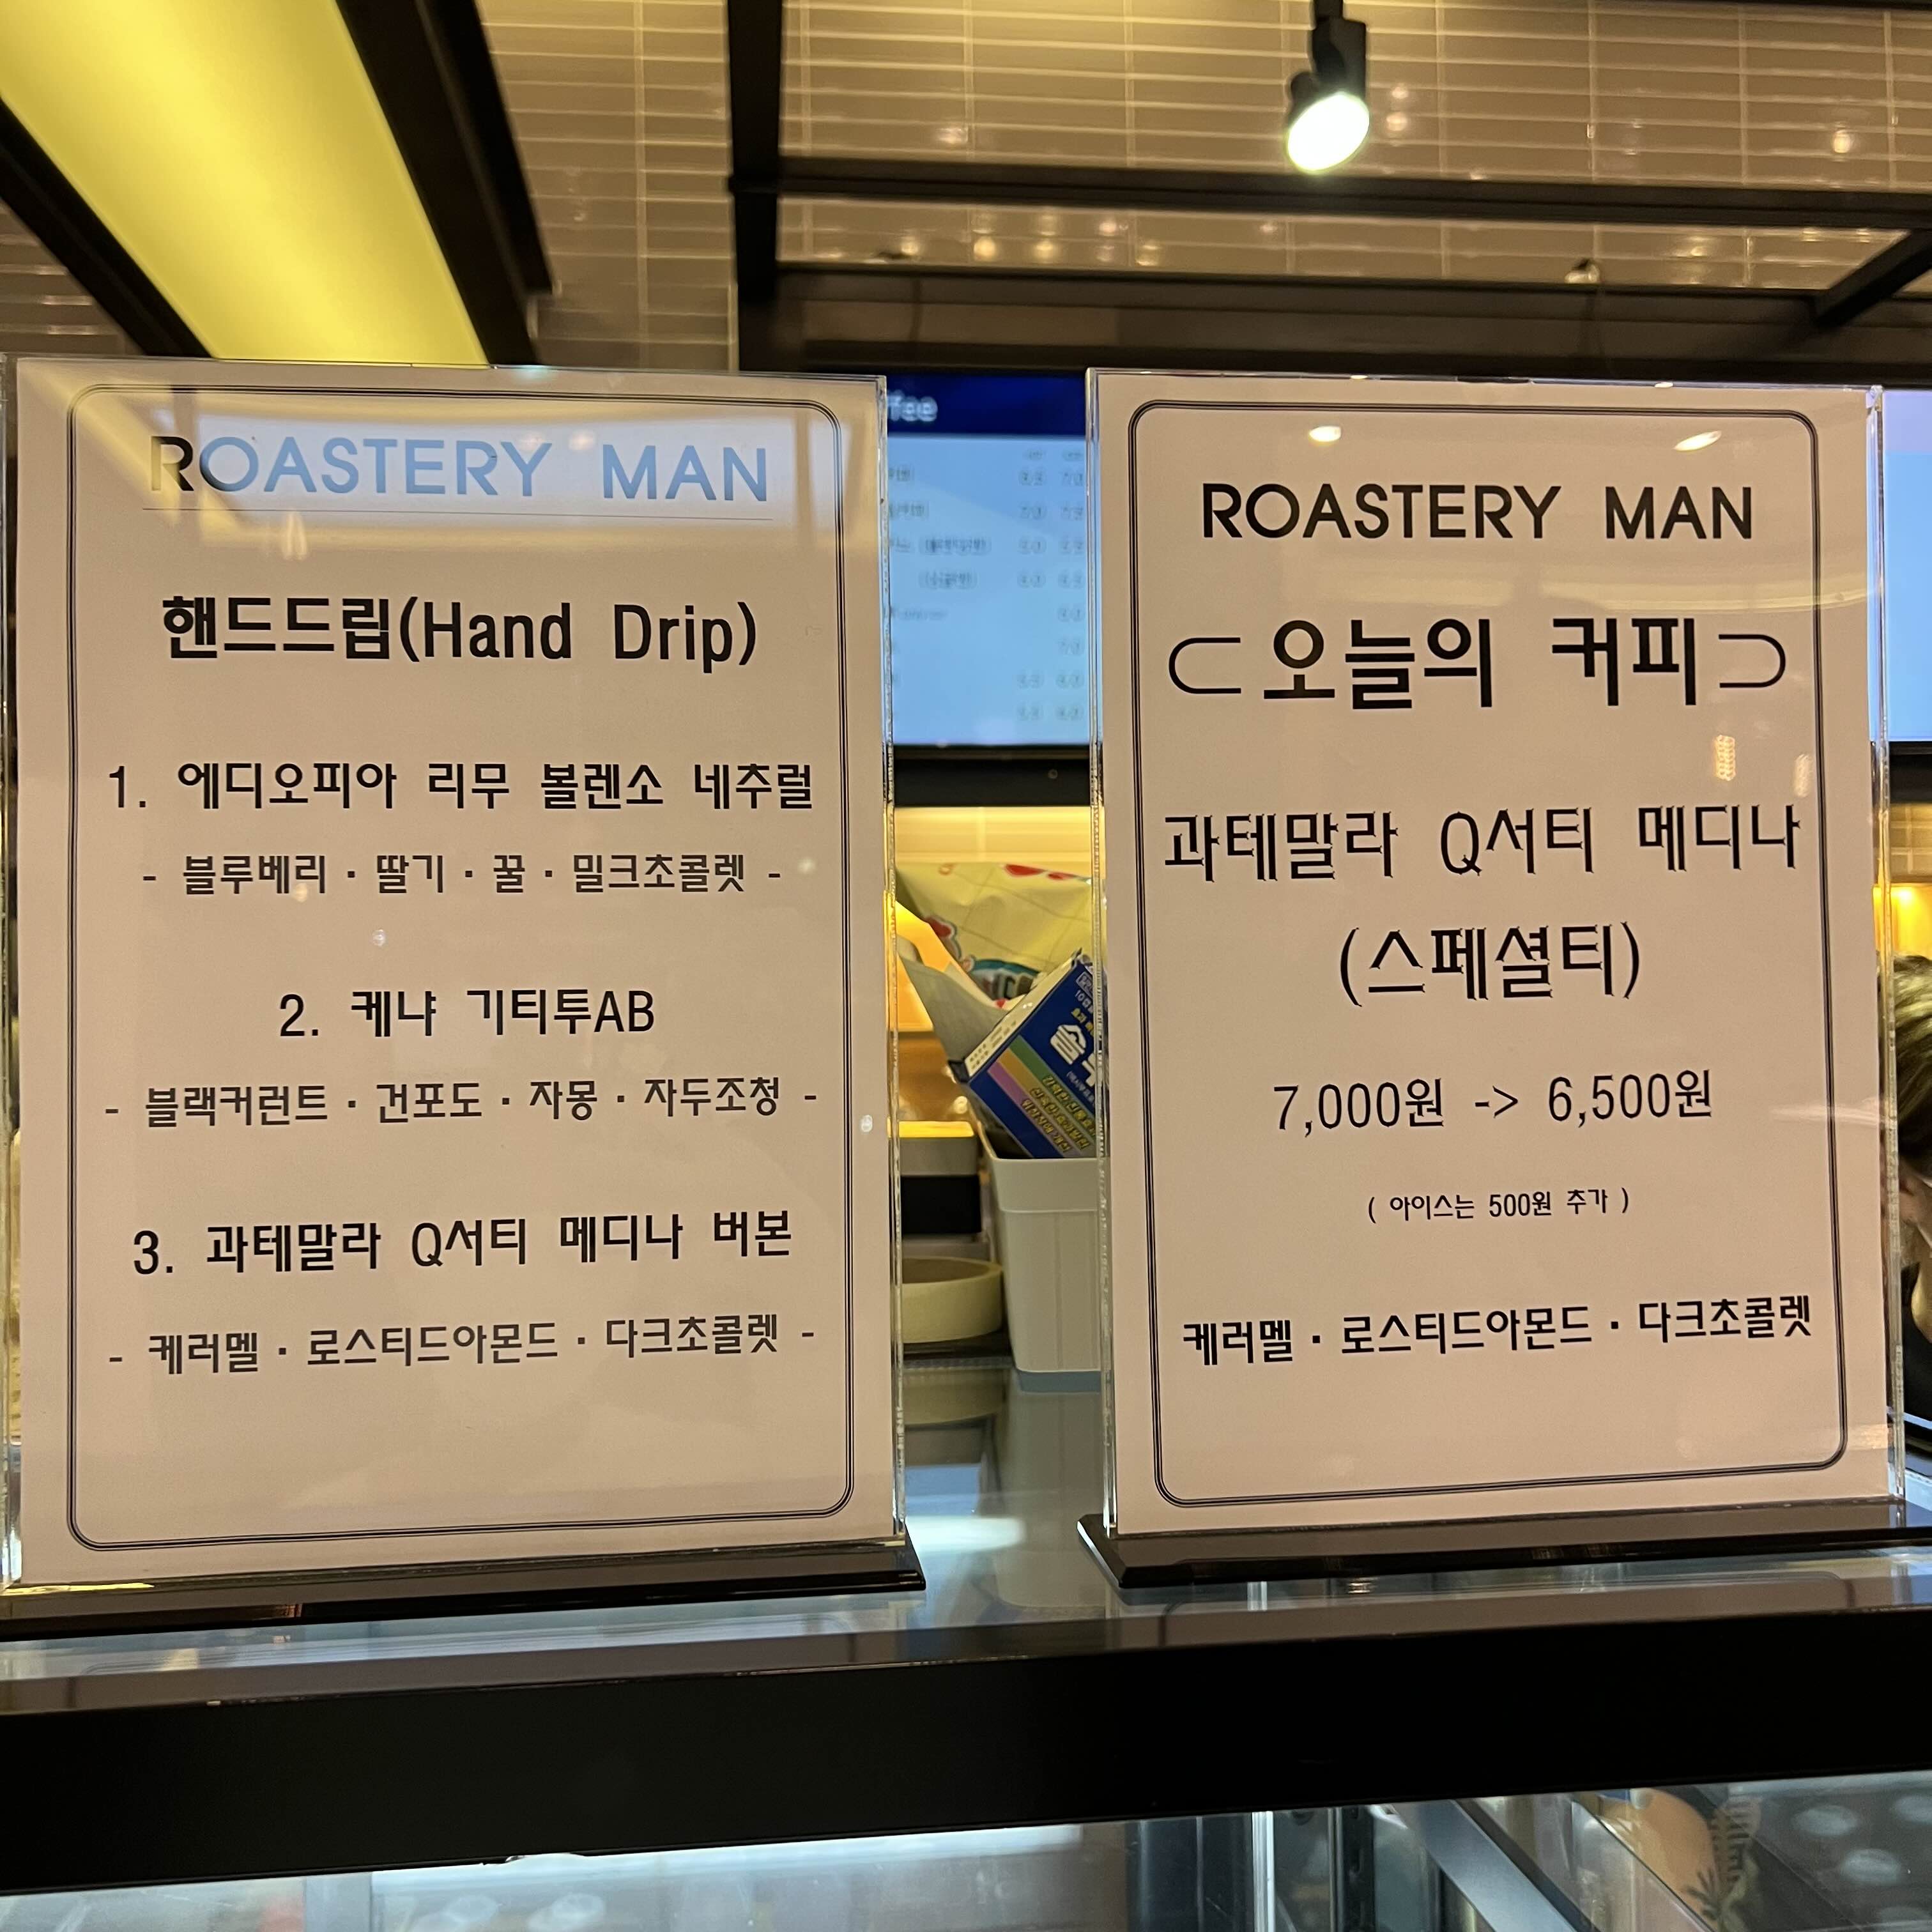 ROASTERY MAN
핸드드립(Hand Drip)
1. 에디오피아 리무 볼렌소 네추럴
- 블루베리 · 딸기 · 꿀 · 밀크초콜렛 -
2. 케냐 기티투AB
- 블랙커런트 · 건포도 · 자몽 · 자두조청 -
3. 과테말라 Q서티 메디나 버본
- 케러멜 · 로스티드아몬드 · 다크초콜렛 -
ROASTERY MAN
⊂오늘의 커피⊃
과테말라 Q서티 메디나
(스페셜티)
7,000원 -> 6,500원
( 아이스는 500원 추가 )
케러멜 · 로스티드아몬드 · 다크초콜렛